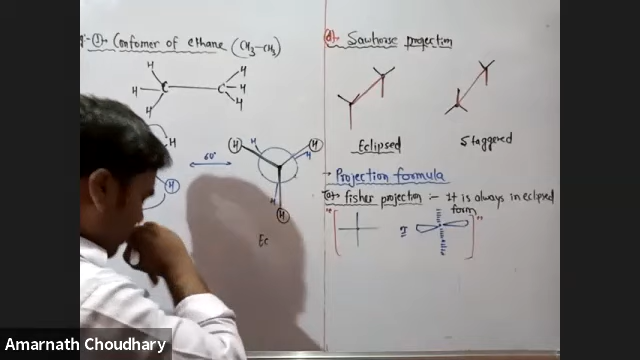 Conformer of ethane (CH₃-CH₃)
H
H
H
C
C
H
H
H
H
H
60°
H
H
H
H
H
H
Ec
(d):- Sawhorse projection
Eclipsed
Staggered
→ Projection formula
(a):- fisher projection :- It is always in eclipsed
form
" [
≡
] "
Amarnath Choudhary